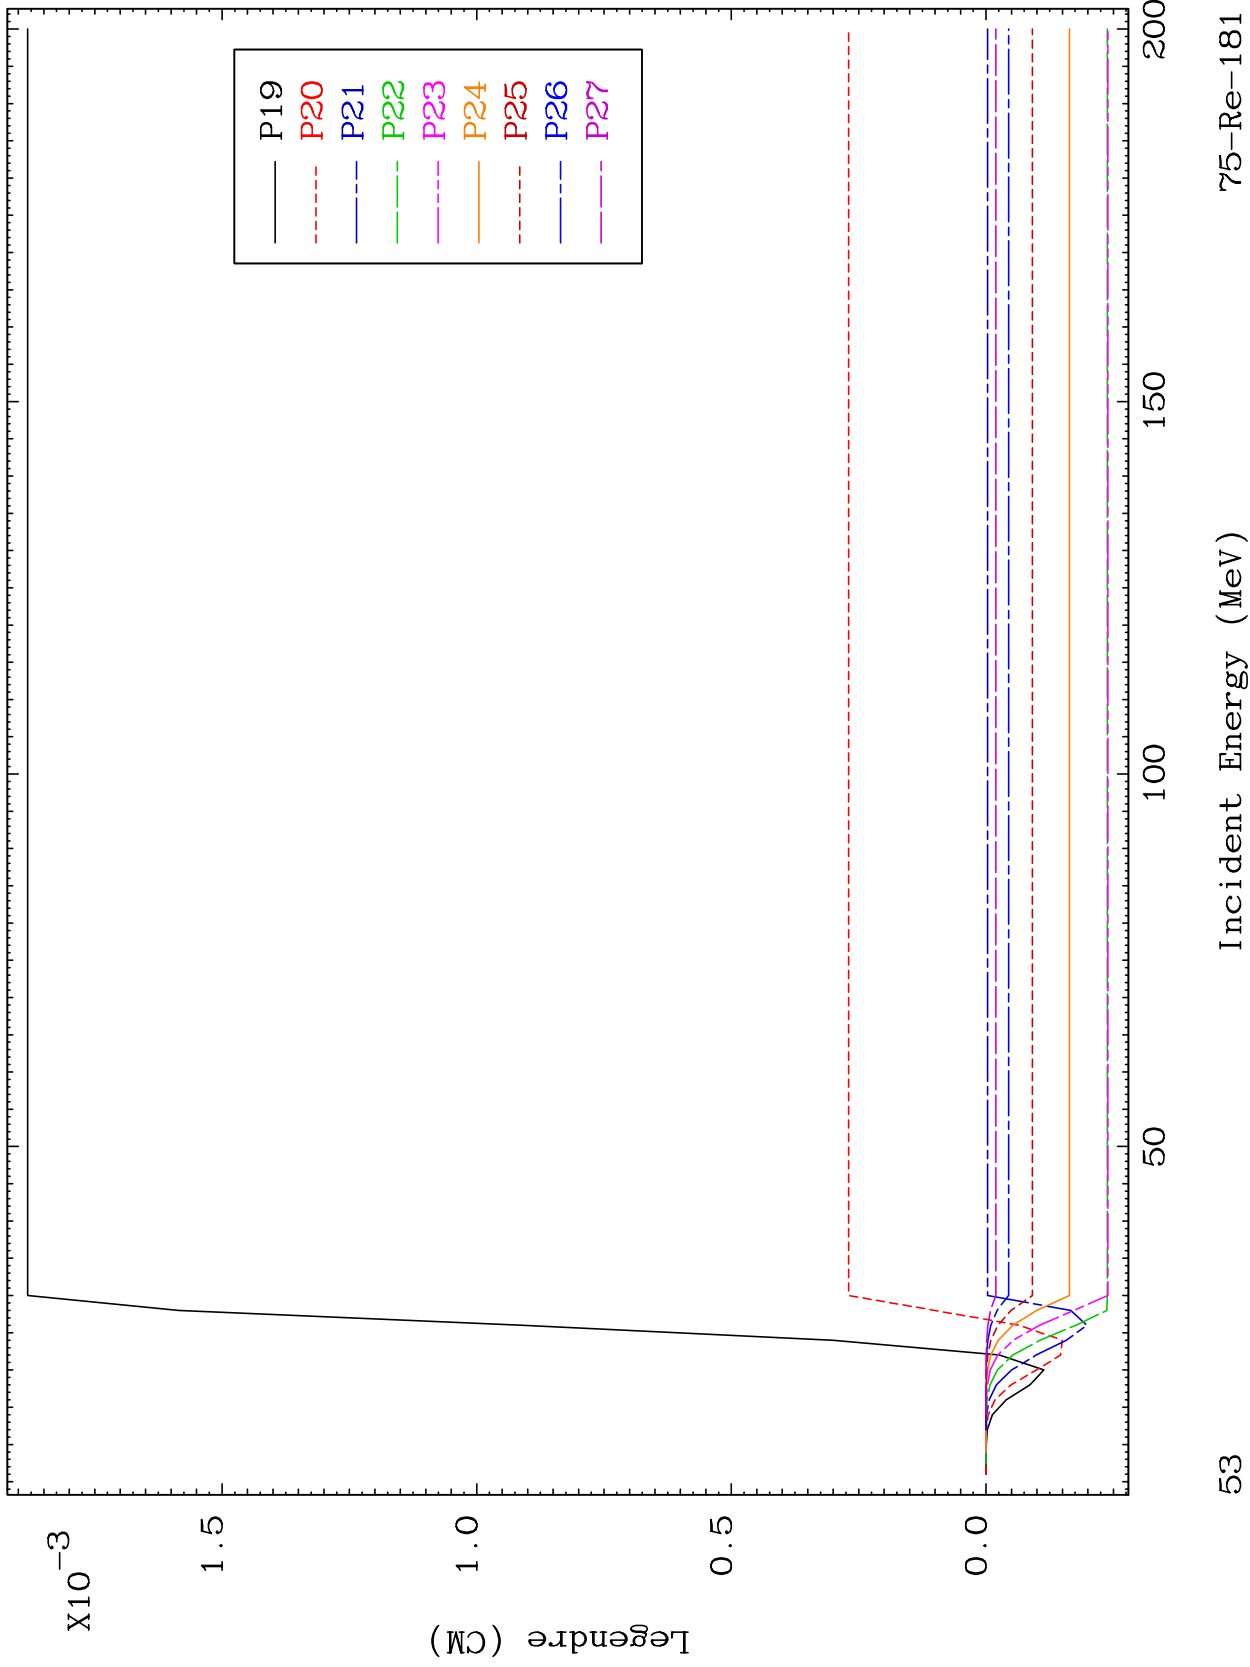 X10-3
1.5
1.0
0.5
0.0
Legendre (CM)
P19
P20
P21
P22
P23
P24
P25
P26
P27
50
100
150
200
53
Incident Energy (MeV)
75-Re-181